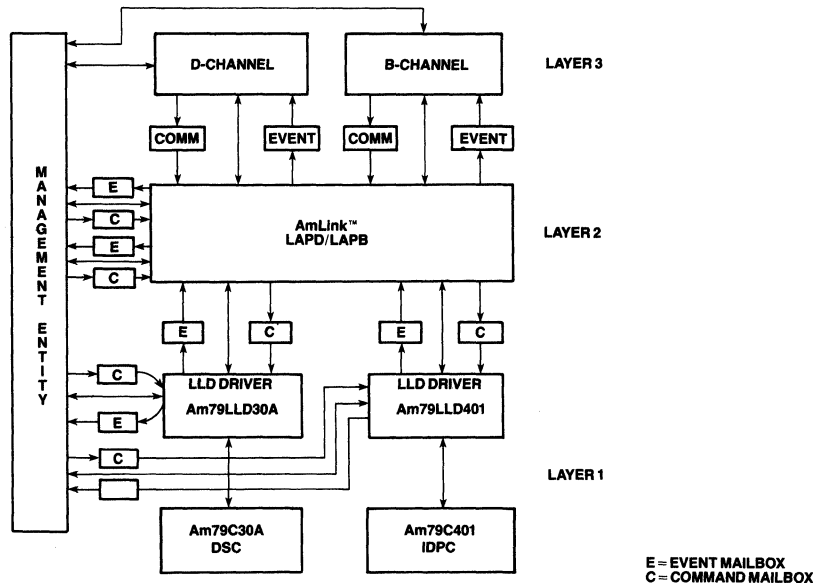 D-CHANNEL
B-CHANNEL
LAYER 3
COMM
EVENT
COMM
EVENT
MANAGEMENT ENTITY
E
C
E
C
AmLink™
LAPD/LAPB
LAYER 2
E
C
E
C
C
E
LLD DRIVER
Am79LLD30A
LLD DRIVER
Am79LLD401
C
LAYER 1
Am79C30A
DSC
Am79C401
IDPC
E = EVENT MAILBOX
C = COMMAND MAILBOX